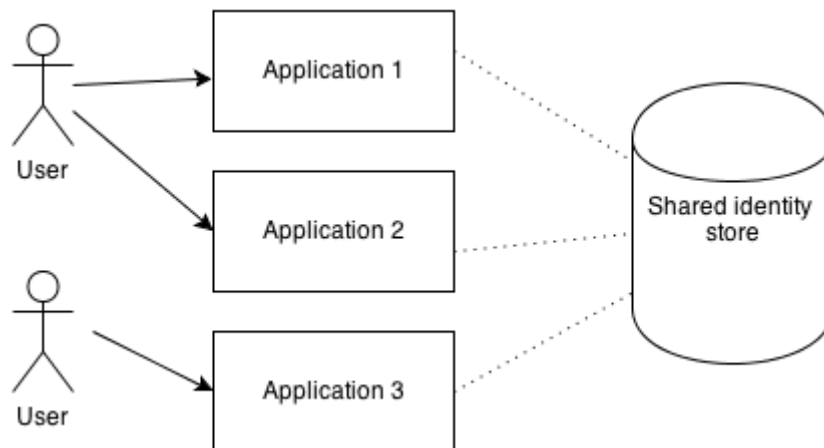 Application 1
User
Application 2
Shared identity
store
User
Application 3